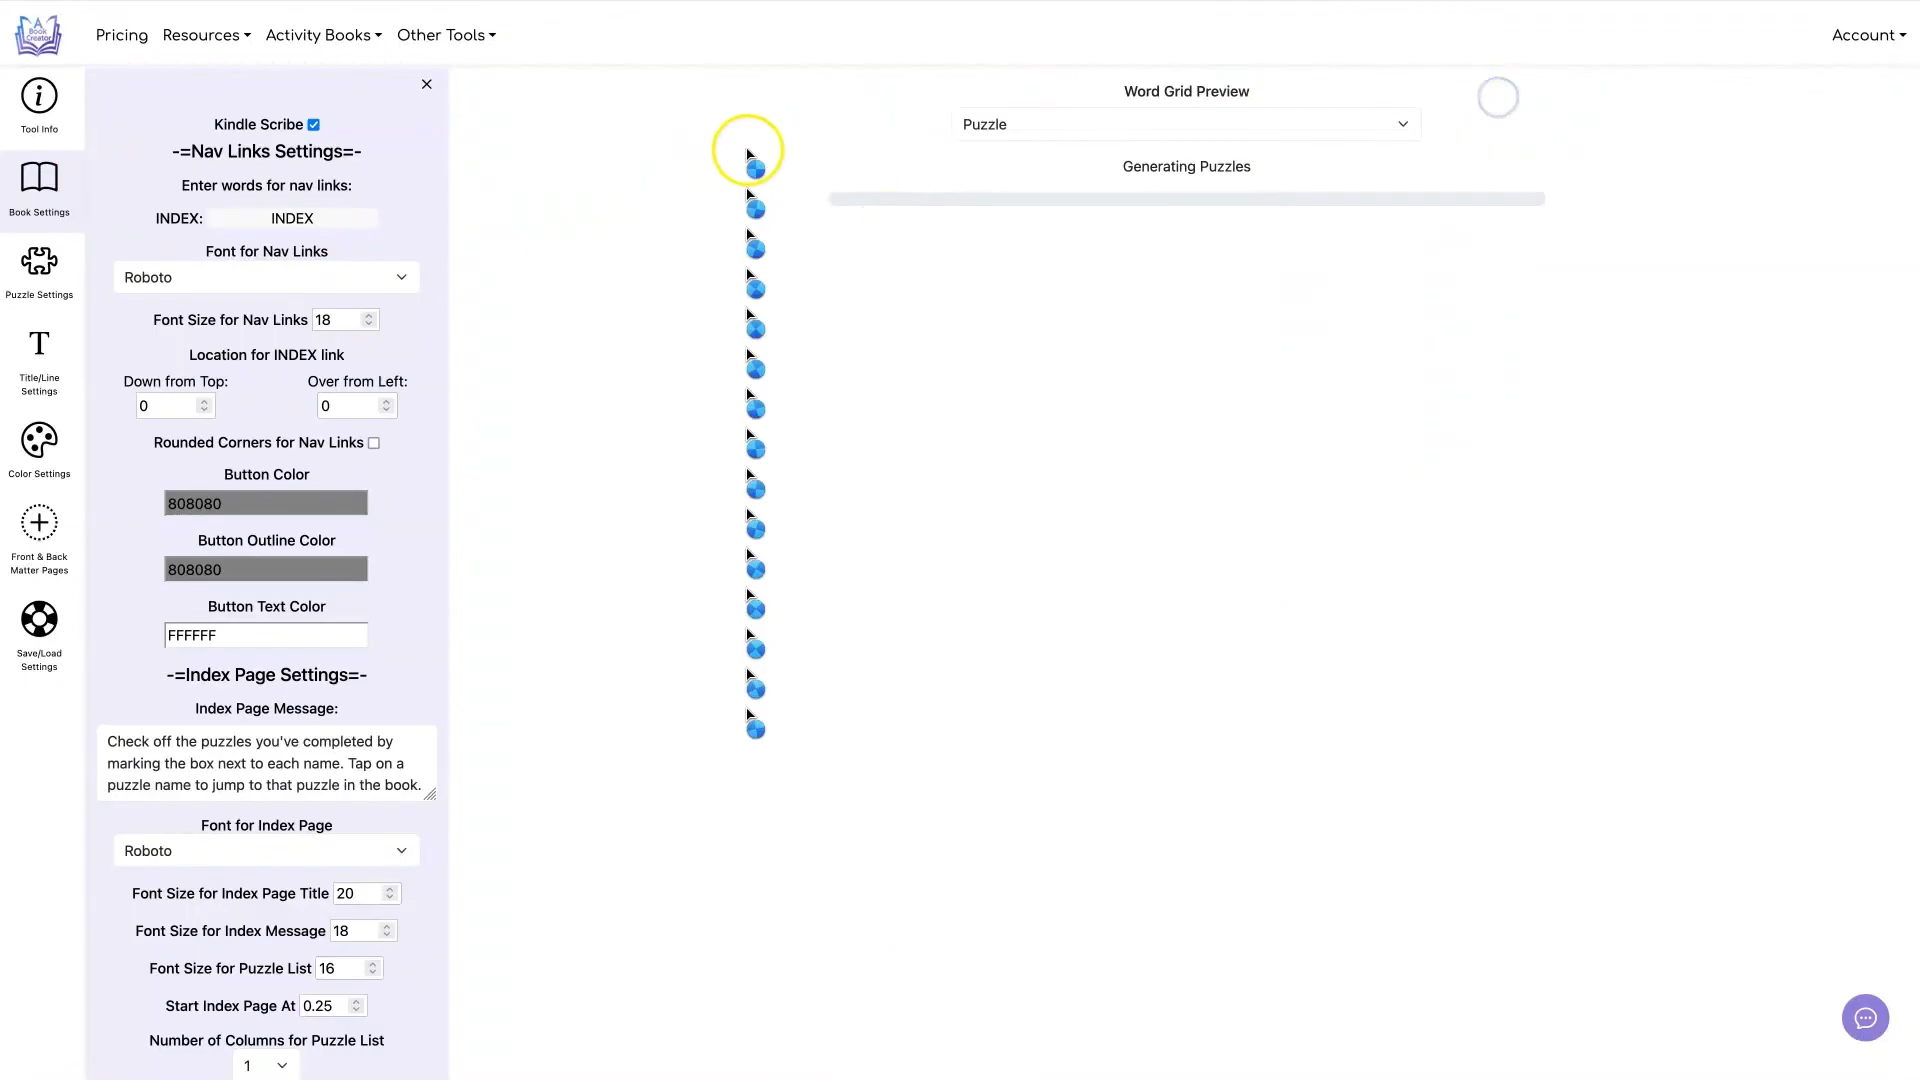 A
Book
Creator
Pricing
Resources
Activity Books
Other Tools
Account
Tool Info
Book Settings
Puzzle Settings
Title/Line
Settings
Color Settings
Front & Back
Matter Pages
Save/Load
Settings
Kindle Scribe
-=Nav Links Settings=-
Enter words for nav links:
INDEX: INDEX
Font for Nav Links
Roboto
Font Size for Nav Links 18
Location for INDEX link
Down from Top: Over from Left:
0 0
Rounded Corners for Nav Links
Button Color
808080
Button Outline Color
808080
Button Text Color
FFFFFF
-=Index Page Settings=-
Index Page Message:
Check off the puzzles you've completed by
marking the box next to each name. Tap on a
puzzle name to jump to that puzzle in the book.
Font for Index Page
Roboto
Font Size for Index Page Title 20
Font Size for Index Message 18
Font Size for Puzzle List 16
Start Index Page At 0.25
Number of Columns for Puzzle List
1
Word Grid Preview
Puzzle
Generating Puzzles